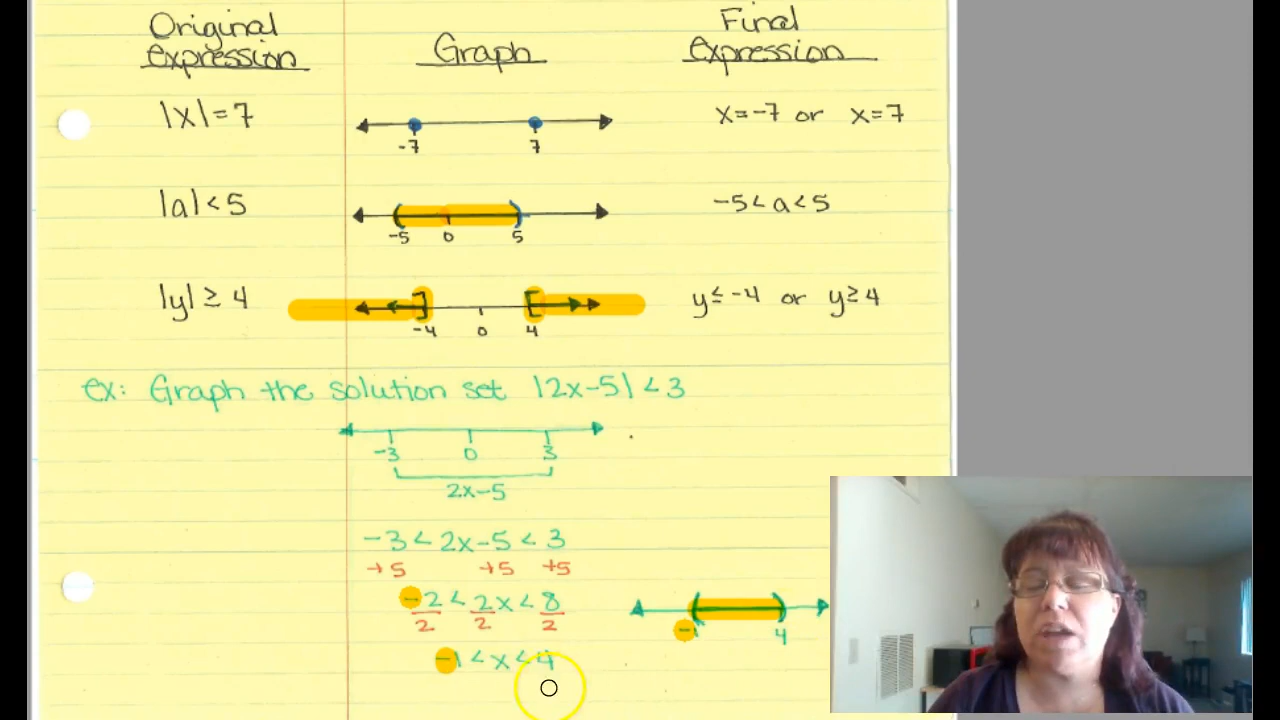 Original expression
Graph
Final expression
|x|=7
-7 7
x=-7 or x=7
|a|<5
-5 0 5
-5<a<5
|y|≥4
-4 0 4
y≤-4 or y≥4
ex: Graph the solution set |2x-5|<3
-3 0 3
2x-5
-3<2x-5<3
+5 +5 +5
-2<2x<8
2 2 2
-1<x<4
-1 4